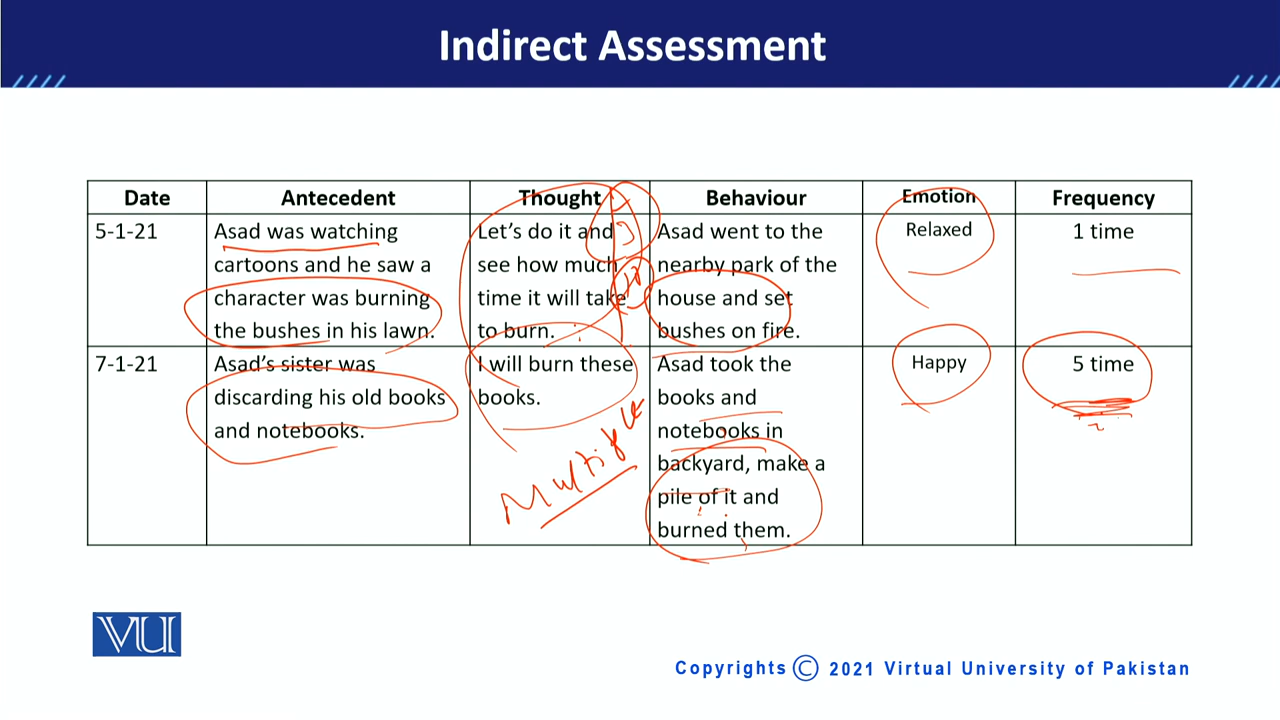 Indirect Assessment
Date Antecedent Thought Behaviour Emotion Frequency
5-1-21
Asad was watching
cartoons and he saw a
character was burning
the bushes in his lawn.
Let's do it and
see how much
time it will take
to burn.
Asad went to the
nearby park of the
house and set
bushes on fire.
Relaxed
1 time
7-1-21
Asad's sister was
discarding his old books
and notebooks.
I will burn these
books.
Asad took the
books and
notebooks in
backyard, make a
pile of it and
burned them.
Happy
5 time
Multiple
VU
Copyrights © 2021 Virtual University of Pakistan